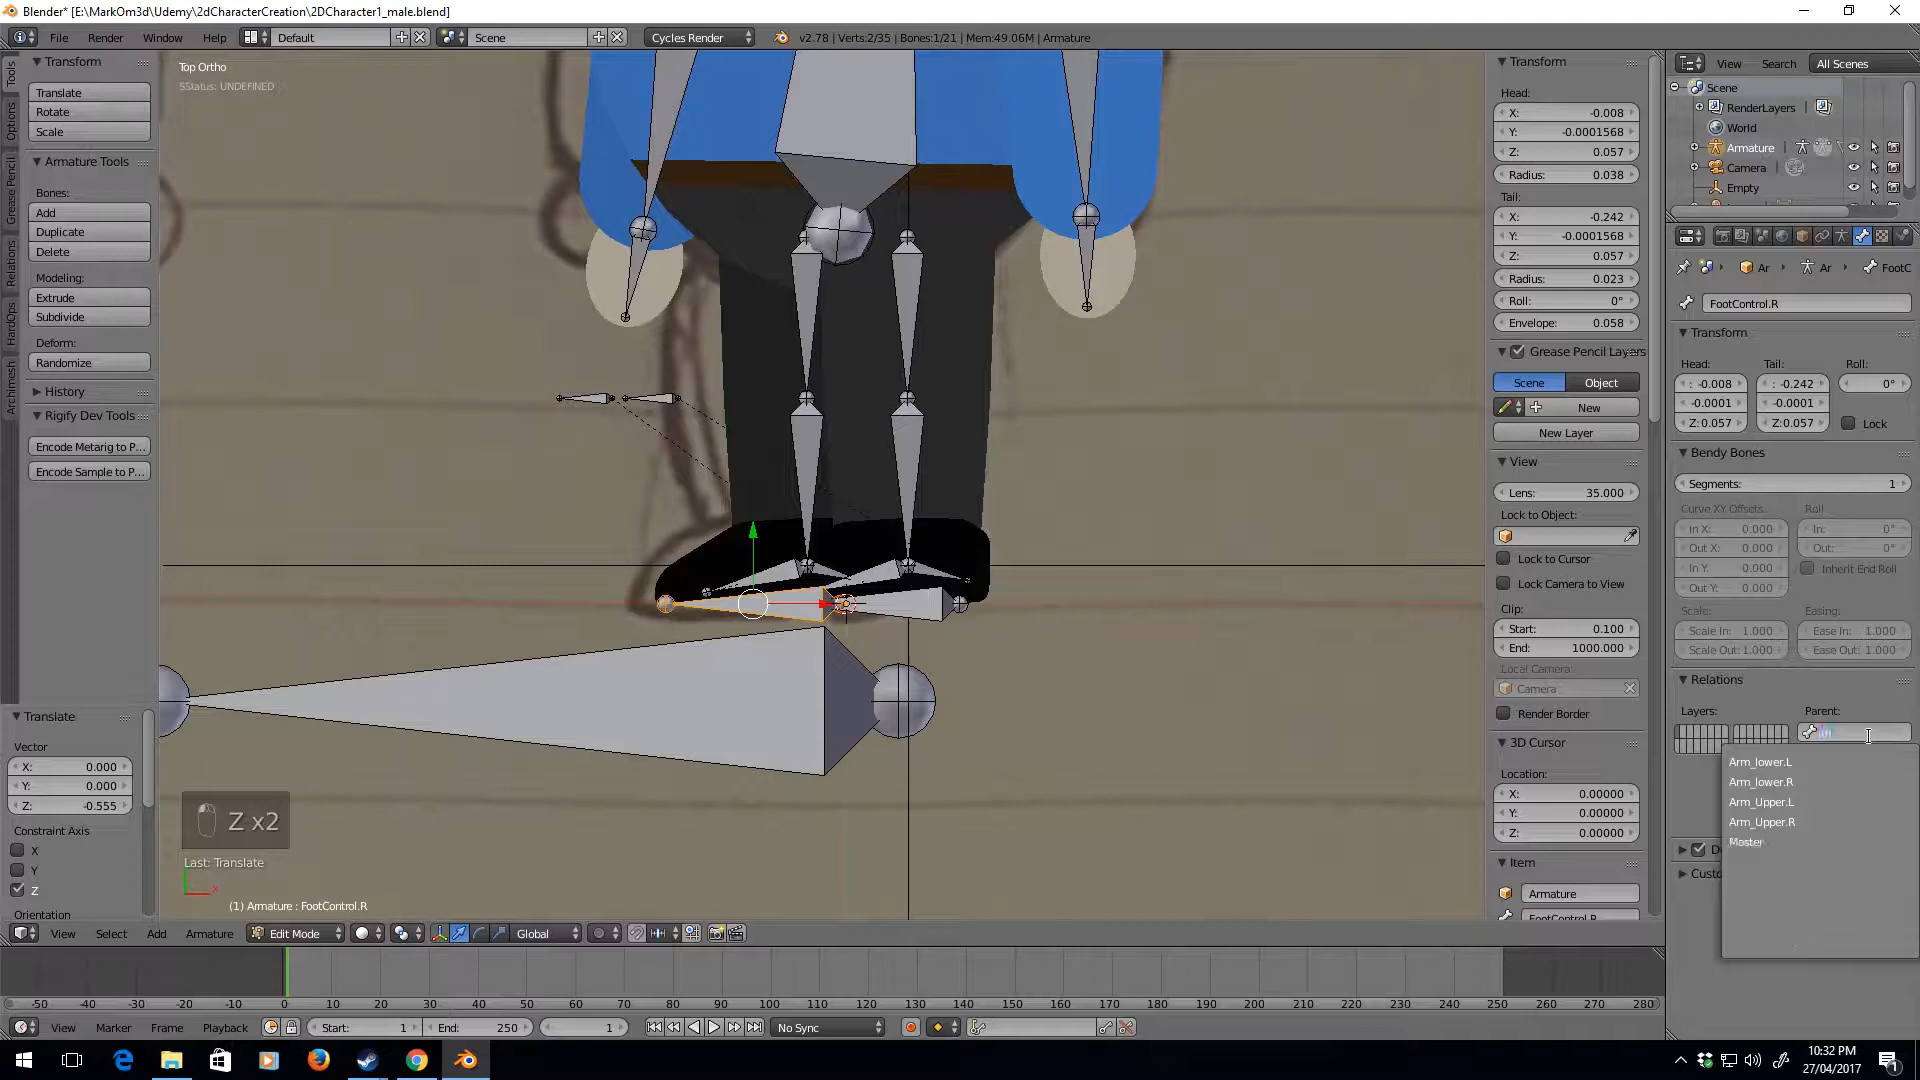 Blender* [E:\MarkOm3d\Udemy\2dCharacterCreation\2DCharacter1_male.blend]
File Render Window Help Default Scene Cycles Render v2.78 | Verts:2/35 | Bones:1/21 | Mem:49.06M | Armature
Tools
Options
Grease Pencil
Relations
HardOps
Archimesh
Transform
Translate
Rotate
Scale
Armature Tools
Bones:
Add
Duplicate
Delete
Modeling:
Extrude
Subdivide
Deform:
Randomize
History
Rigify Dev Tools
Encode Metarig to P...
Encode Sample to P...
Translate
Vector
X: 0.000
Y: 0.000
Z: -0.555
Constraint Axis
X
Y
Z
Orientation
Top Ortho
SStatus: UNDEFINED
Z x2
Last: Translate
(1) Armature : FootControl.R
Transform
Head:
X: -0.008
Y: -0.0001568
Z: 0.057
Radius: 0.038
Tail:
X: -0.242
Y: -0.0001568
Z: 0.057
Radius: 0.023
Roll: 0°
Envelope: 0.058
Grease Pencil Layers
Scene Object
New
New Layer
View
Lens: 35.000
Lock to Object:
Lock to Cursor
Lock Camera to View
Clip:
Start: 0.100
End: 1000.000
Local Camera:
Camera
Render Border
3D Cursor
Location:
X: 0.00000
Y: 0.00000
Z: 0.00000
Item
Armature
FootControl.R
View Search All Scenes
Scene
RenderLayers
World
Armature
Camera
Empty
Ar Ar FootC
FootControl.R
Transform
Head: Tail: Roll:
: -0.008 : -0.242 0°
-0.0001 -0.0001
Z:0.057 Z:0.057 Lock
Bendy Bones
Segments: 1
Curve XY Offsets: Roll:
In X: 0.000 In: 0°
Out X: 0.000 Out: 0°
In Y: 0.000 Inherit End Roll
Out Y: 0.000
Scale: Easing:
Scale In: 1.000 Ease In: 1.000
Scale Out: 1.000 Ease Out: 1.000
Relations
Layers: Parent:
Arm_lower.L
Arm_lower.R
Arm_Upper.L
Arm_Upper.R
Master
Custo
View Select Add Armature Edit Mode Global
-50 -40 -30 -20 -10 0 10 20 30 40 50 60 70 80 90 100 110 120 130 140 150 160 170 180 190 200 210 220 230 240 250 260 270 280
View Marker Frame Playback Start: 1 End: 250 1 No Sync
10:32 PM
27/04/2017
1